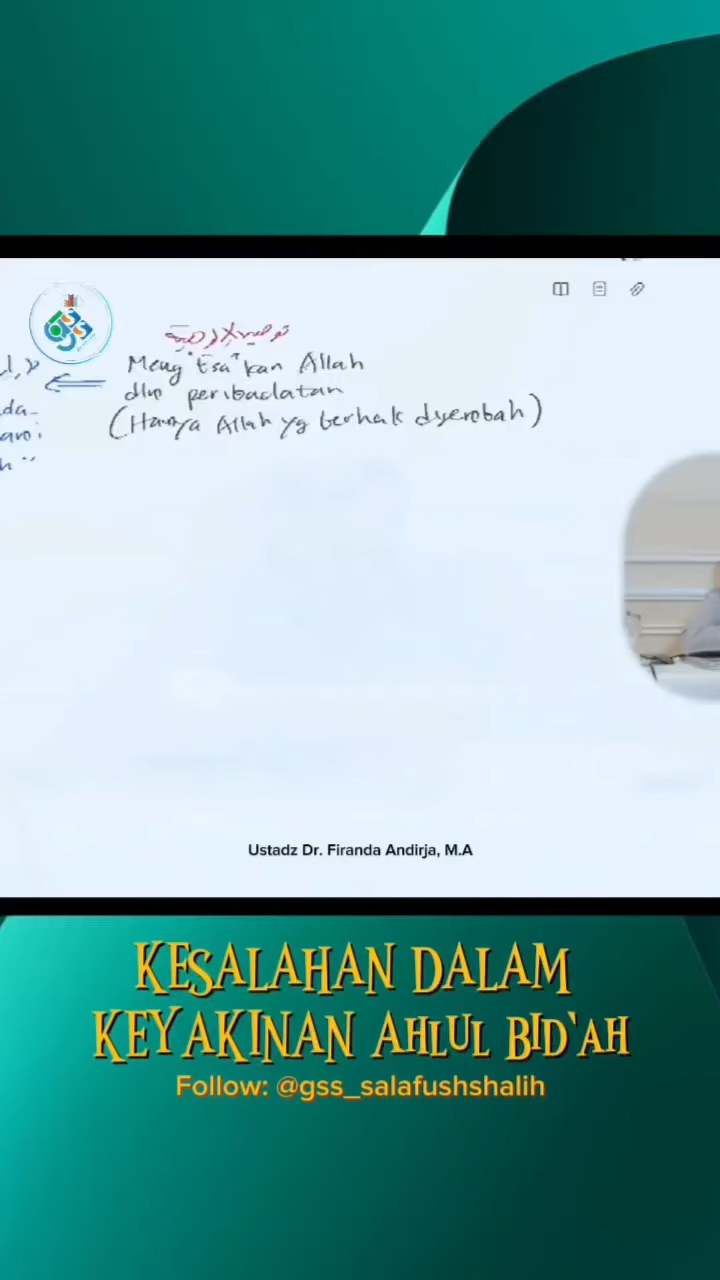 توحيد الألوهية
Meng "Esa" kan Allah
dlm peribadatan
(Hanya Allah yg berhak disembah)
da-
Ustadz Dr. Firanda Andirja, M.A
KESALAHAN DALAM
KEYAKINAN AHLUL BID'AH
Follow: @gss_salafushshalih